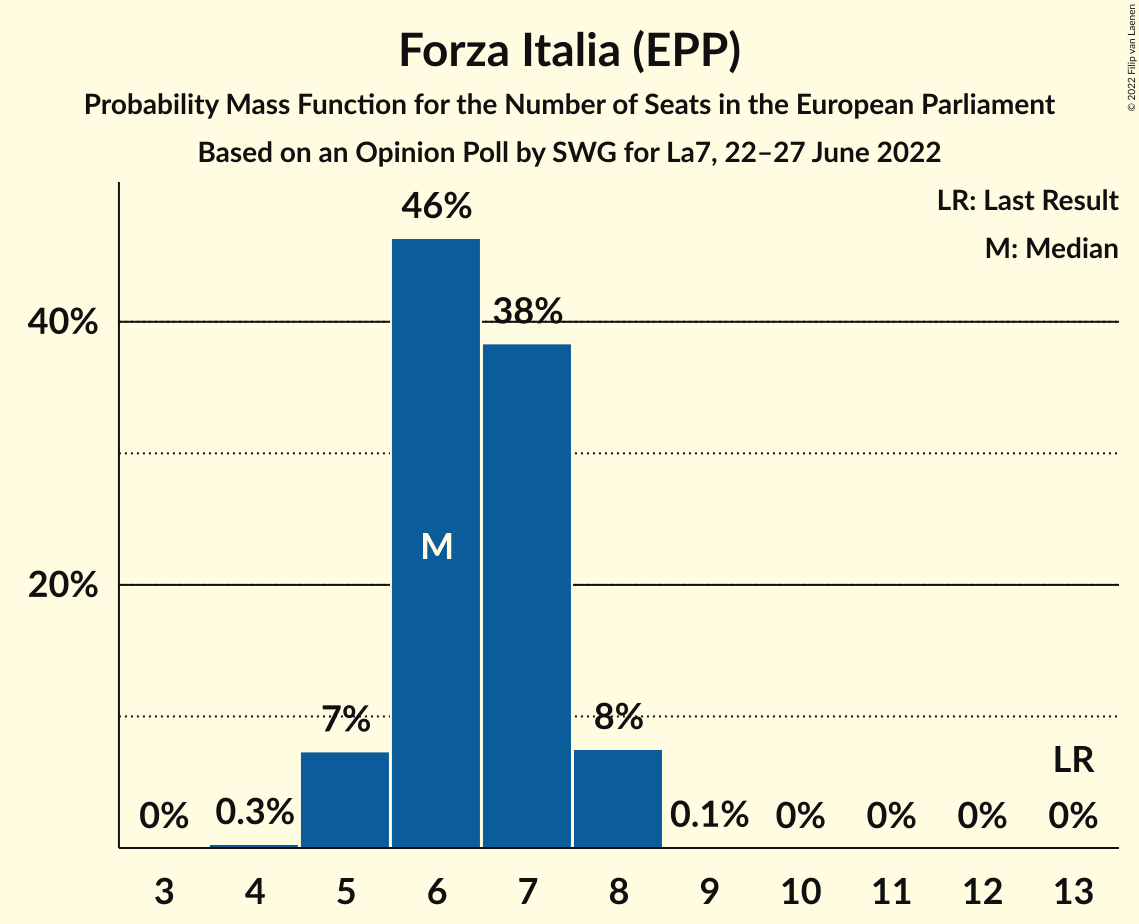 Forza Italia (EPP)
Probability Mass Function for the Number of Seats in the European Parliament
Based on an Opinion Poll by SWG for La7, 22–27 June 2022
© 2022 Filip van Laenen
LR: Last Result
M: Median
46%
38%
40%
M
20%
7%
8%
LR
0%
0.3%
0.1%
0%
0%
0%
0%
3 4 5 6 7 8 9 10 11 12 13